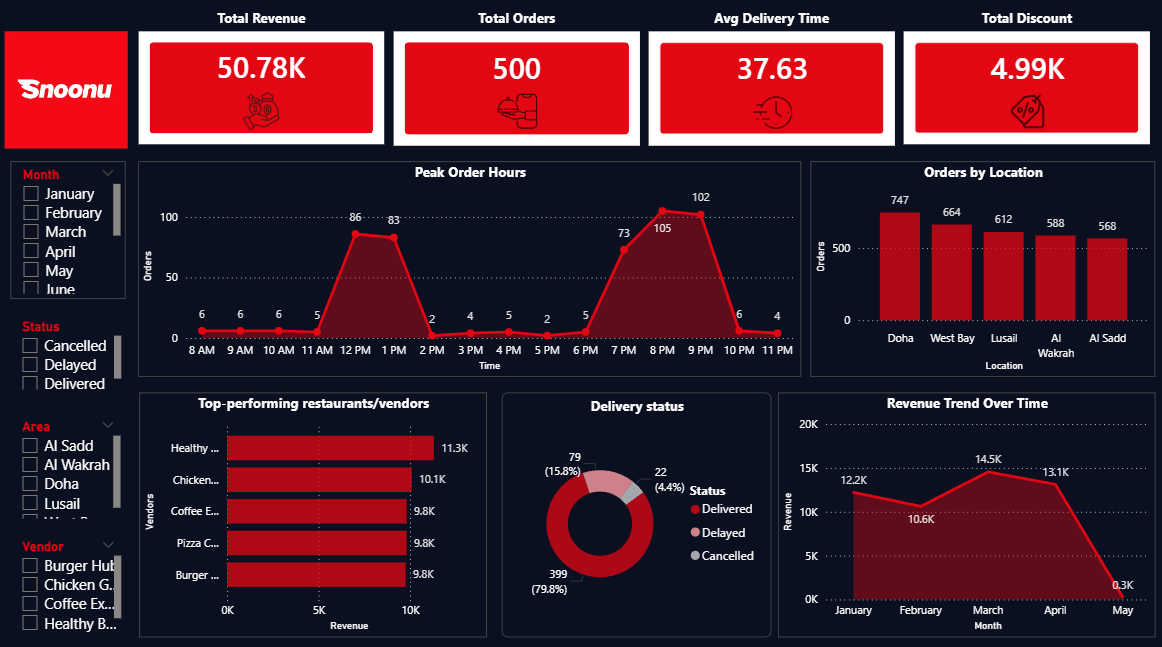 Total Revenue
Total Orders
Avg Delivery Time
Total Discount
Snoonu
50.78K
500
37.63
4.99K
Month
January
February
March
April
May
June
Status
Cancelled
Delayed
Delivered
Area
Al Sadd
Al Wakrah
Doha
Lusail
Vendor
Burger Hub
Chicken G...
Coffee Ex...
Healthy B...
Peak Order Hours
Orders
100
50
0
6
6
6
5
86
83
2
4
5
2
5
73
105
102
6
4
8 AM
9 AM
10 AM
11 AM
12 PM
1 PM
2 PM
3 PM
4 PM
5 PM
6 PM
7 PM
8 PM
9 PM
10 PM
11 PM
Time
Orders by Location
Orders
500
0
747
664
612
588
568
Doha
West Bay
Lusail
Al
Wakrah
Al Sadd
Location
Top-performing restaurants/vendors
Vendors
Healthy ...
11.3K
Chicken...
10.1K
Coffee E...
9.8K
Pizza C...
9.8K
Burger ...
9.8K
0K
5K
10K
Revenue
Delivery status
79
(15.8%)
22
(4.4%)
399
(79.8%)
Status
Delivered
Delayed
Cancelled
Revenue Trend Over Time
Revenue
20K
15K
10K
5K
0K
12.2K
10.6K
14.5K
13.1K
0.3K
January
February
March
April
May
Month